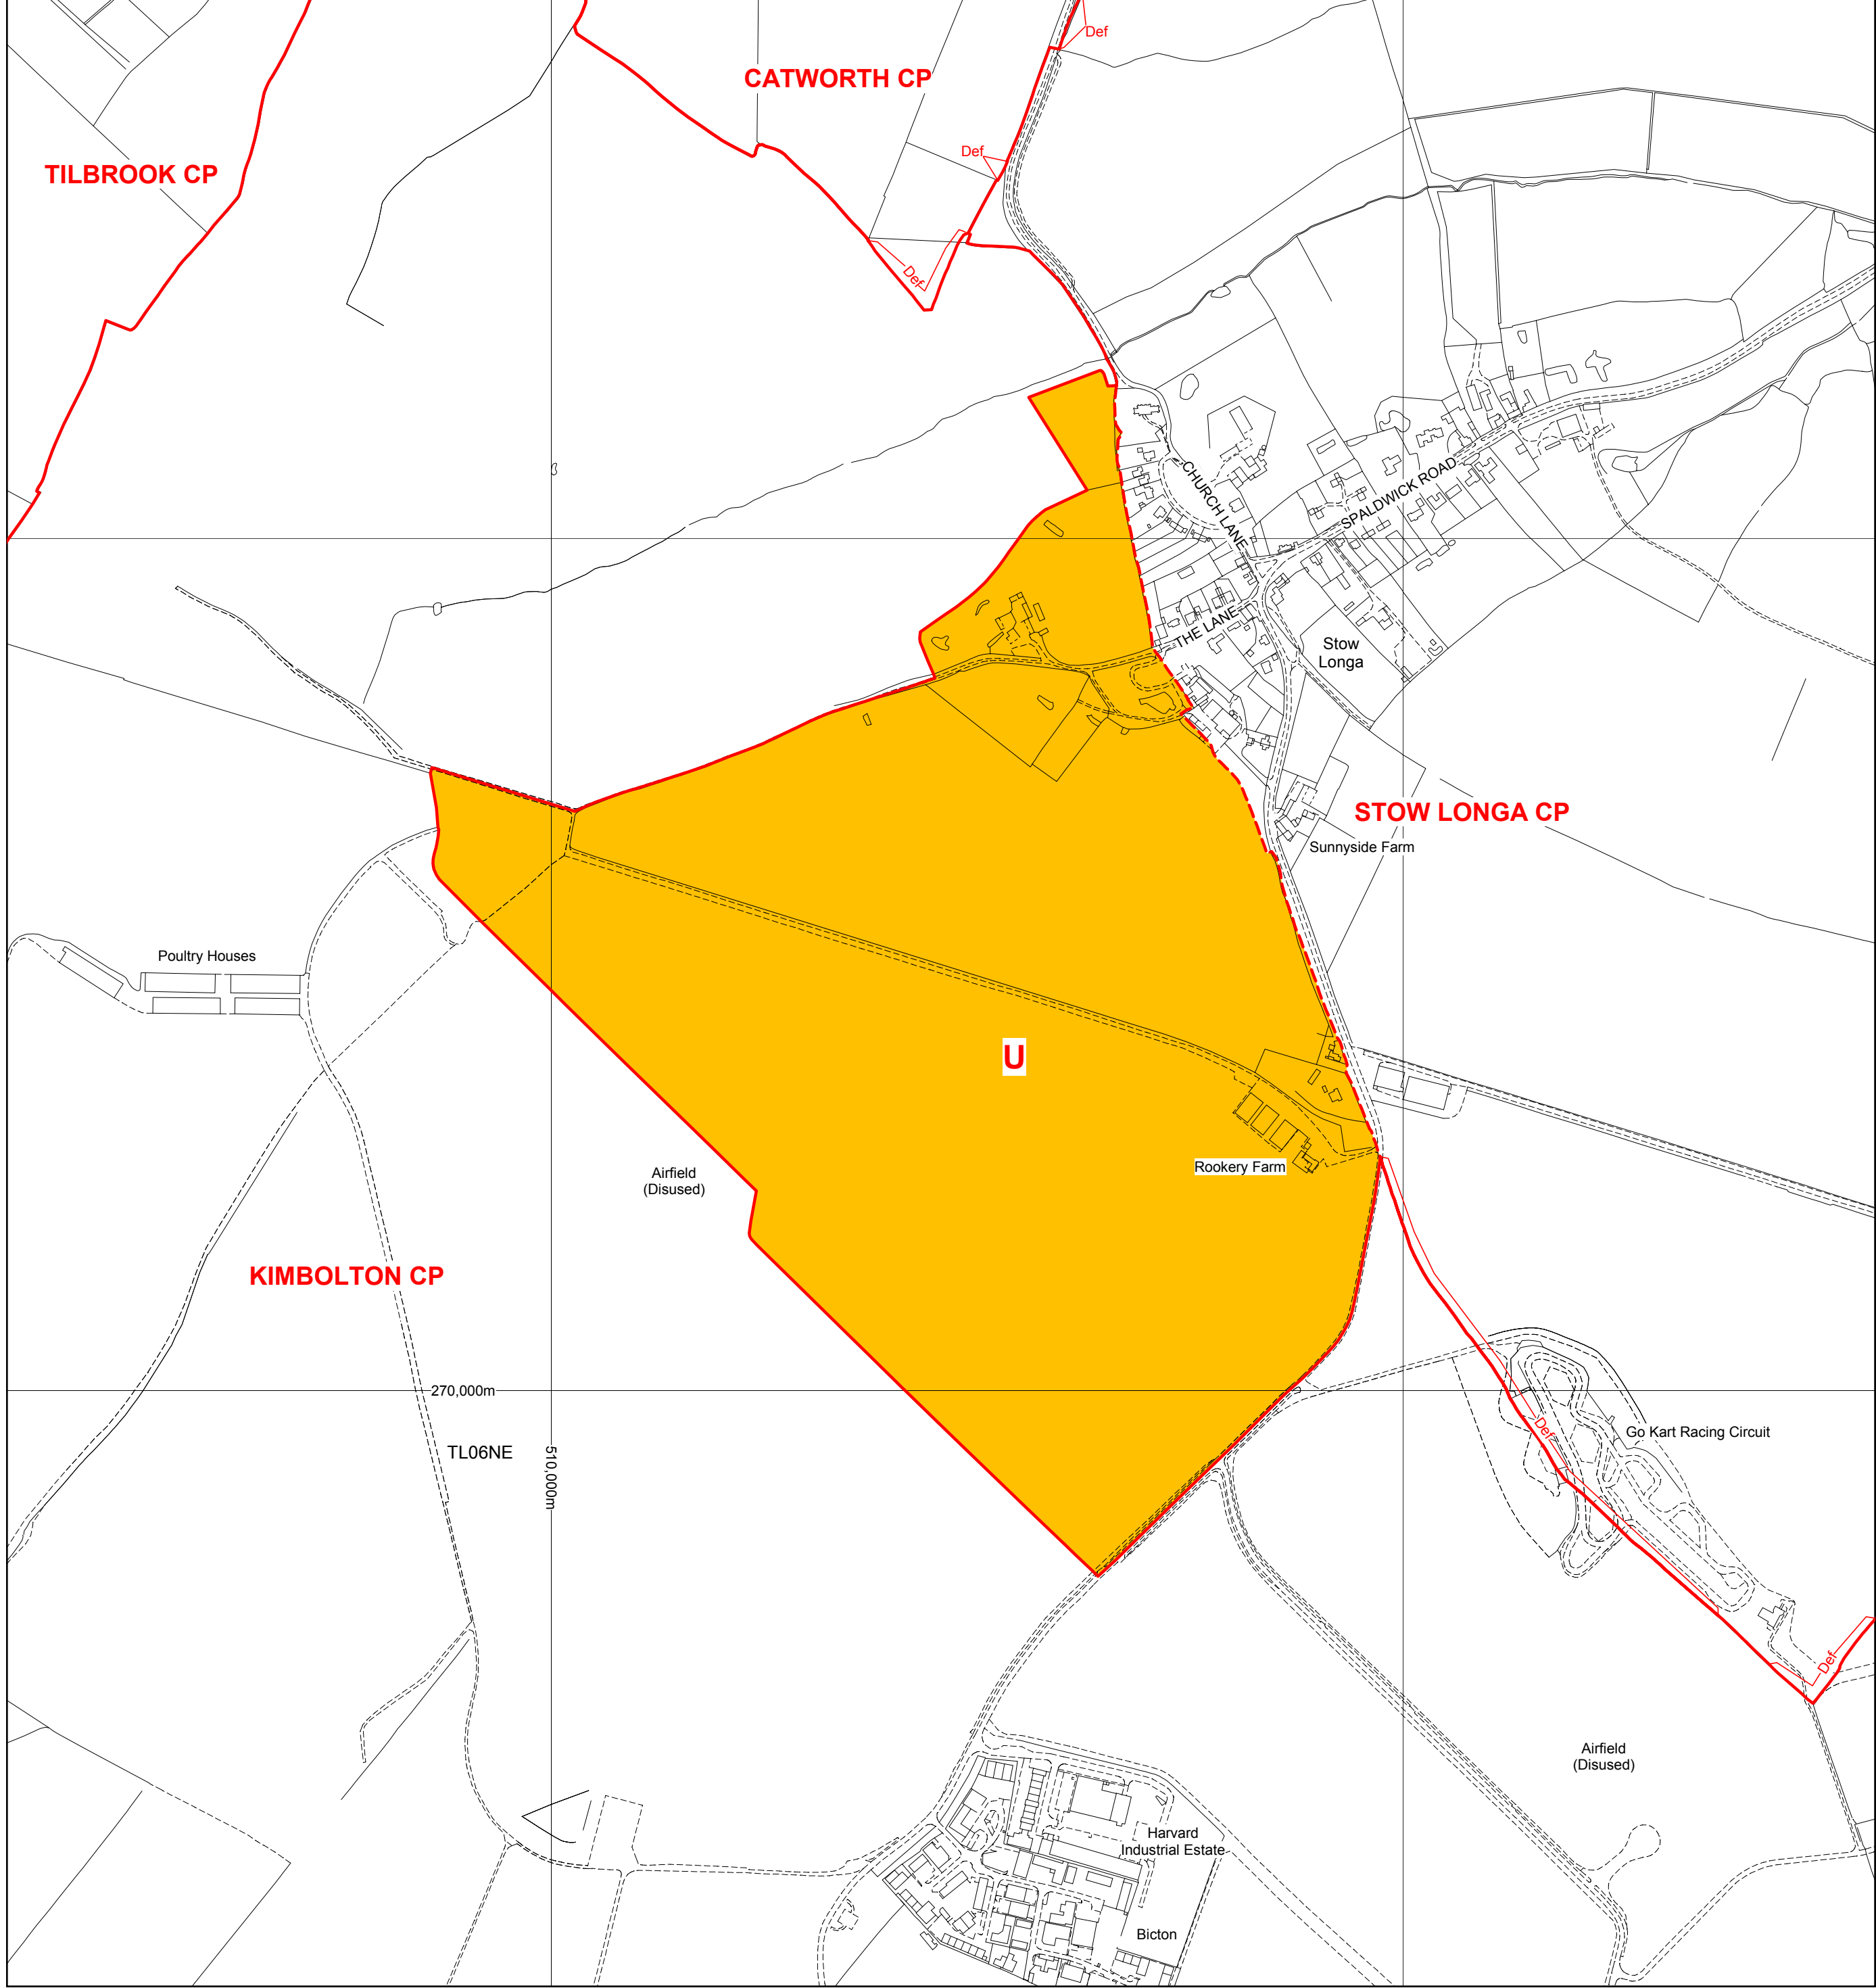 Def
CATWORTH CP
Def
TILBROOK CP
Def
CHURCH LANE
SPALDWICK ROAD
THE LANE
Stow
Longa
STOW LONGA CP
Sunnyside Farm
Poultry Houses
U
Rookery Farm
Airfield
(Disused)
KIMBOLTON CP
270,000m
Def
Go Kart Racing Circuit
TL06NE
510,000m
Def
Airfield
(Disused)
Harvard
Industrial Estate
Bicton